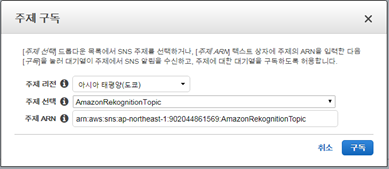 주제 구독
[주제 선택] 드롭다운 목록에서 SNS 주제를 선택하거나, [주제 ARN] 텍스트 상자에 주제의 ARN을 입력한 다음
[구독]을 눌러 대기열이 주제에서 SNS 알림을 수신하고, 주제에 대한 대기열을 구독하도록 허용합니다.
주제 리전 아시아 태평양(도쿄)
주제 선택 AmazonRekognitionTopic
주제 ARN arn:aws:sns:ap-northeast-1:902044861569:AmazonRekognitionTopic
취소 구독